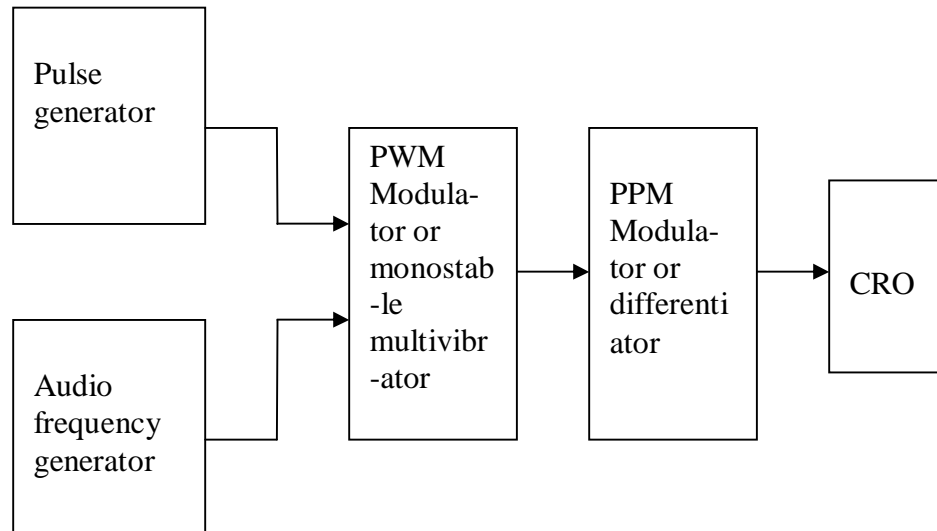 Pulse
generator
PWM
Modula-
tor or
monostab
-le
multivibr
-ator
PPM
Modula-
tor or
differenti
ator
CRO
Audio
frequency
generator